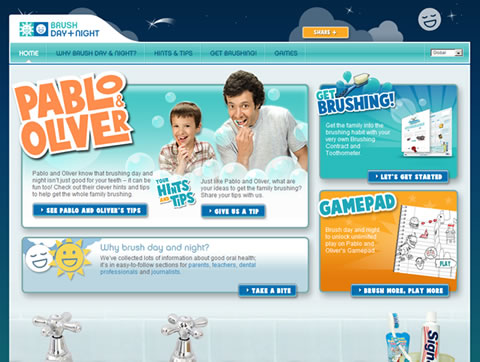 BRUSH
DAY+NIGHT
SHARE +
HOME
WHY BRUSH DAY & NIGHT?
HINTS & TIPS
GET BRUSHING!
GAMES
Global
PABLO
&
OLIVER
Pablo and Oliver know that brushing day and
night isn't just good for your teeth – it can be
fun too! Check out their clever hints and tips
to help get the whole family brushing.
SEE PABLO AND OLIVER'S TIPS
YOUR
HINTS
AND TIPS
Just like Pablo and Oliver, what
are your ideas to get the family brushing?
Share your tips with us.
GIVE US A TIP
GET
BRUSHING!
Get the family into the
brushing habit with your
very own Brushing
Contract and
Toothometer.
LET'S GET STARTED
GAMEPAD
Brush day and night
to unlock unlimited
play on Pablo and
Oliver's Gamepad
PLAY
BRUSH MORE, PLAY MORE
Why brush day and night?
We've collected lots of information about good oral health;
it's in easy-to-follow sections for parents, teachers, dental
professionals and journalists.
TAKE A BITE
Signal